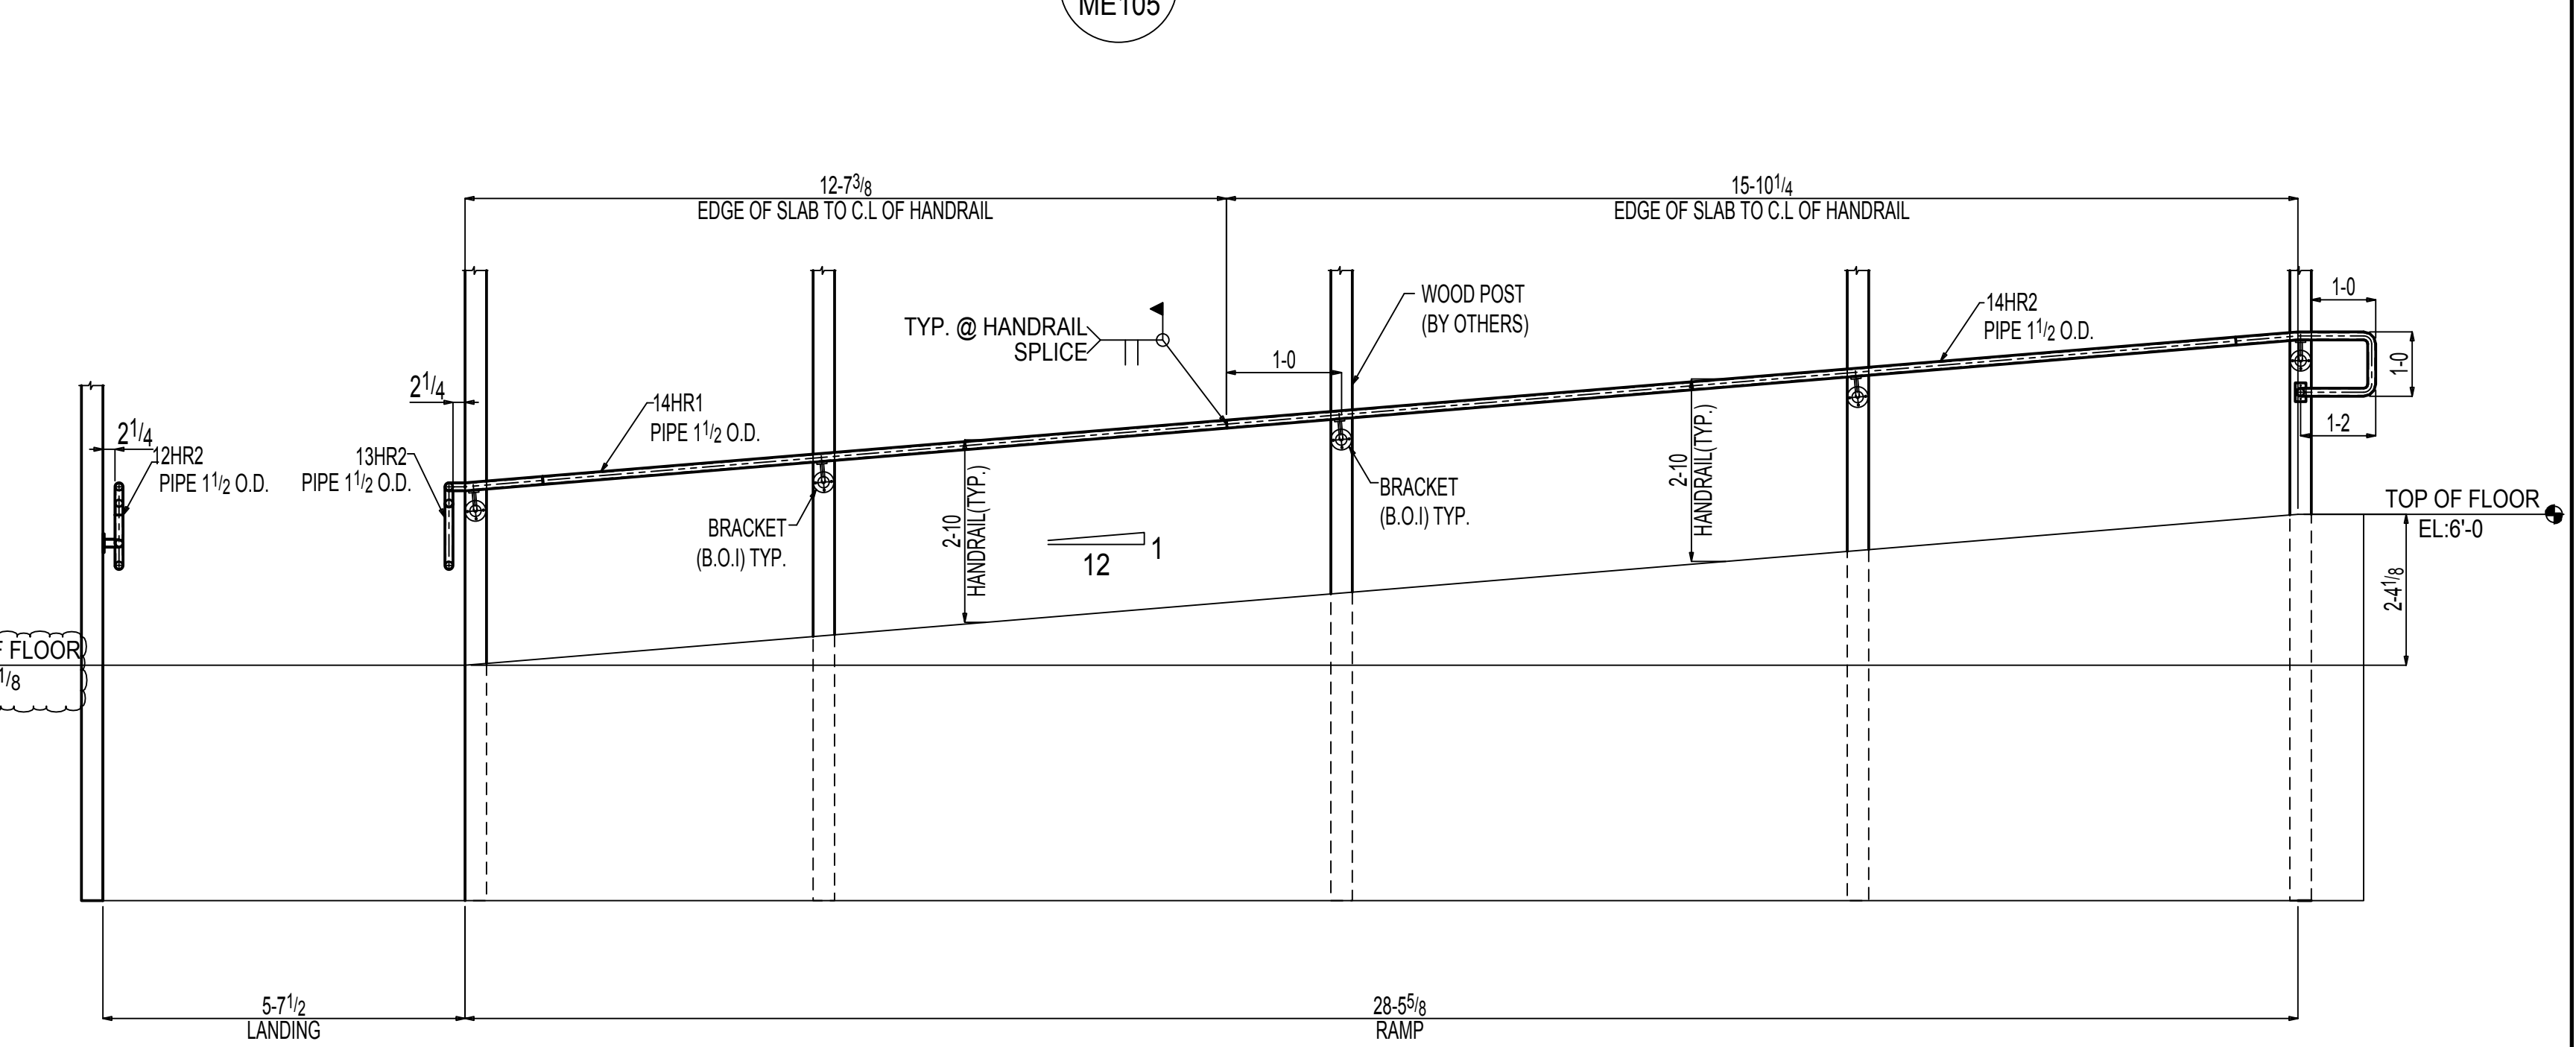 ME105
12-7 3/8
EDGE OF SLAB TO C.L OF HANDRAIL
15-10 1/4
EDGE OF SLAB TO C.L OF HANDRAIL
WOOD POST
(BY OTHERS)
1-0
14HR2
PIPE 1 1/2 O.D.
TYP. @ HANDRAIL
SPLICE
1-0
1-0
2 1/4
14HR1
PIPE 1 1/2 O.D.
2 1/4
12HR2
PIPE 1 1/2 O.D.
13HR2
PIPE 1 1/2 O.D.
1-2
2-10
HANDRAIL(TYP.)
2-10
HANDRAIL(TYP.)
BRACKET
(B.O.I) TYP.
BRACKET
(B.O.I) TYP.
12
1
TOP OF FLOOR
EL:6'-0
2-4 1/8
FLOOR
1/8
5-7 1/2
LANDING
28-5 5/8
RAMP